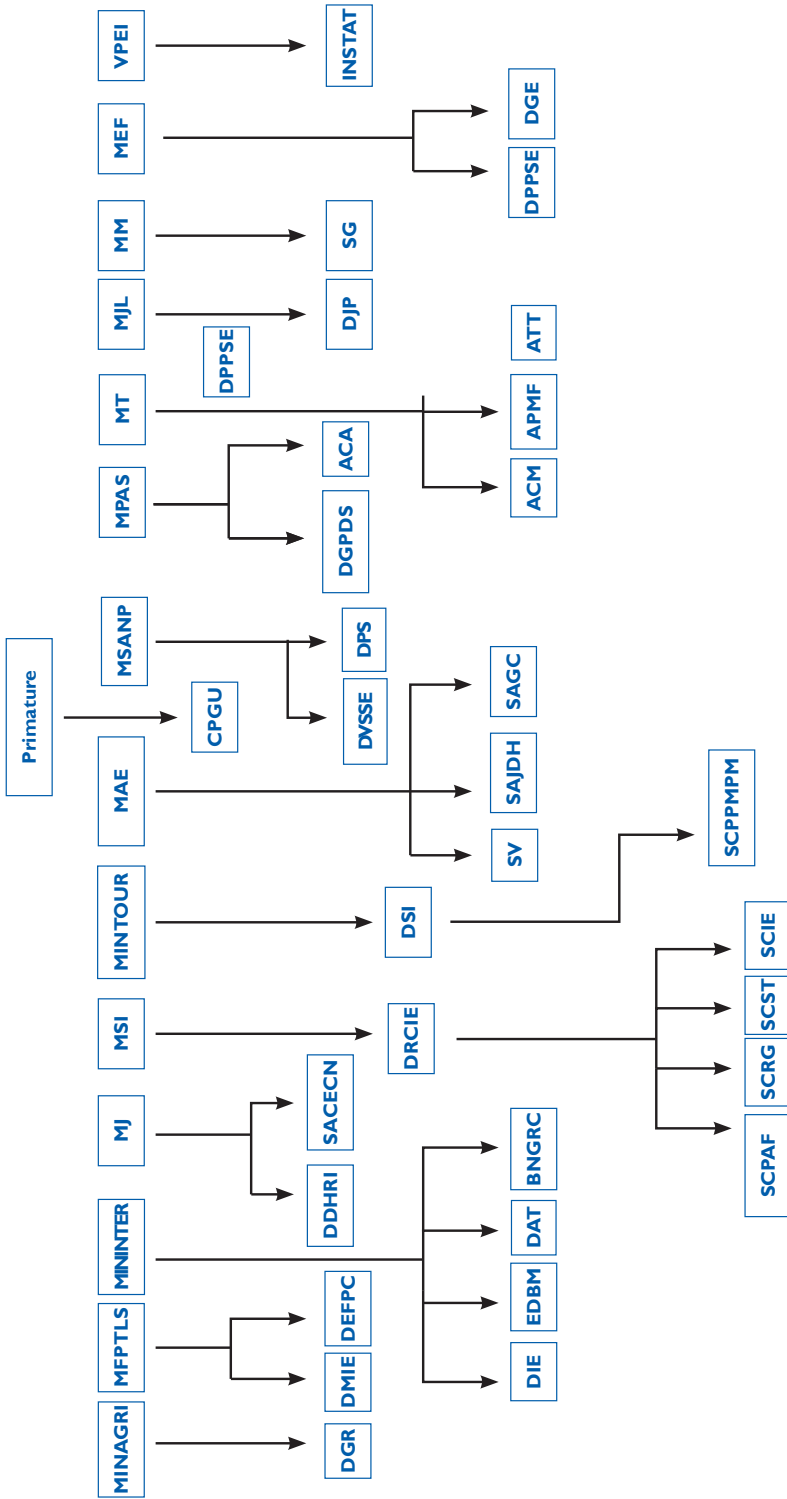 Primature
CPGU
MINAGRI
MFPTLS
MININTER
MJ
MSI
MINTOUR
MAE
MSANP
MPAS
MT
MJL
MM
MEF
VPEI
DPPSE
DGR
DMIE
DEFPC
DDHRI
SACECN
DVSSE
DPS
DGPDS
ACA
DJP
SG
INSTAT
DRCIE
DSI
DIE
EDBM
DAT
BNGRC
SV
SAJDH
SAGC
ACM
APMF
ATT
DPPSE
DGE
SCPAF
SCRG
SCST
SCIE
SCPPMPM